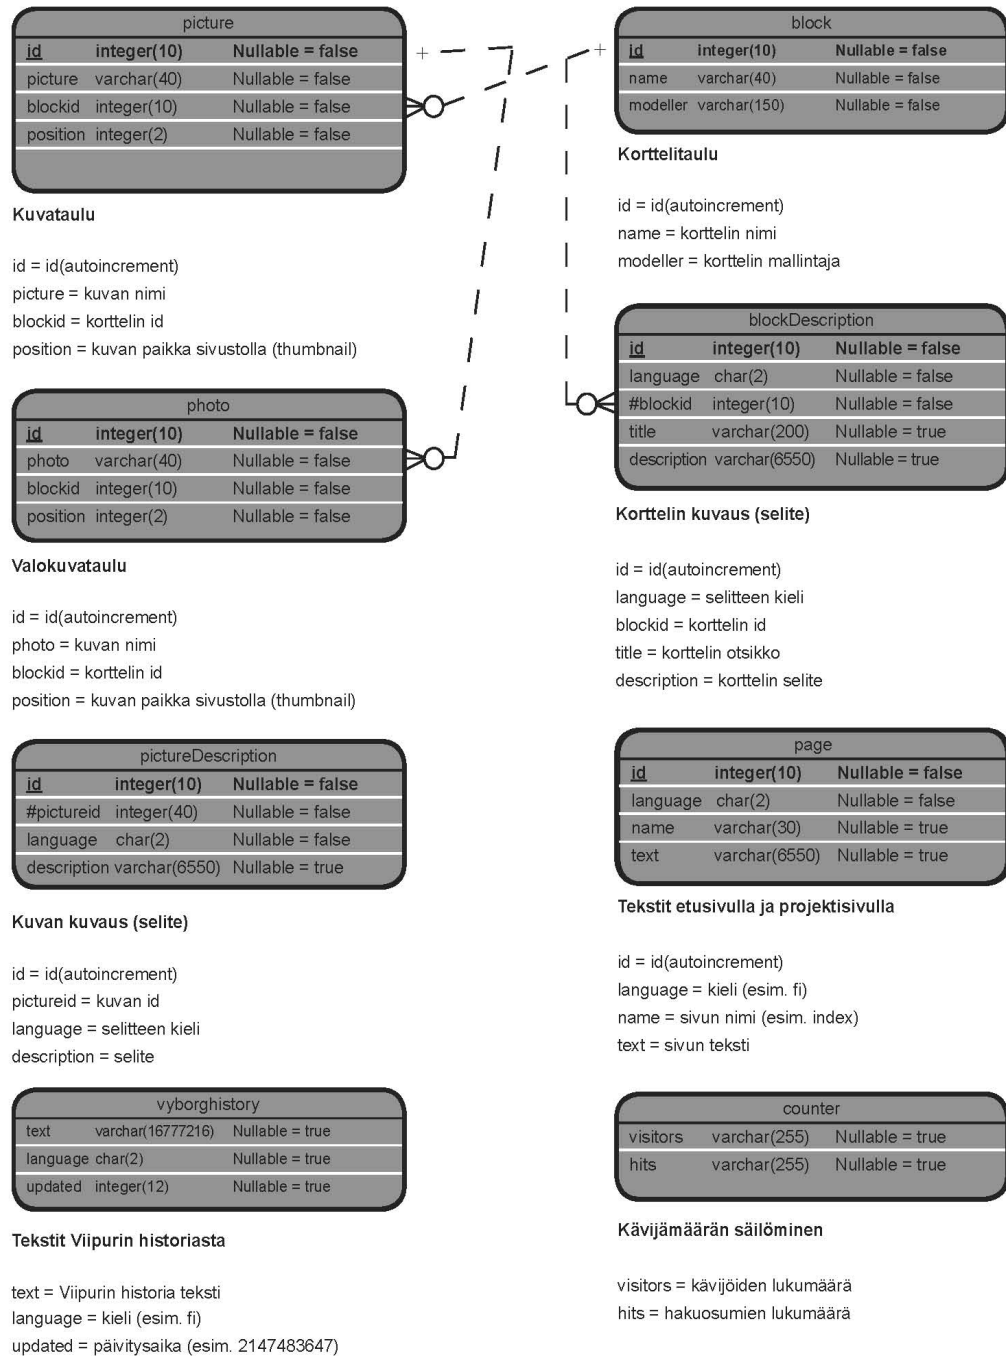 picture
id integer(10) Nullable = false
picture varchar(40) Nullable = false
blockid integer(10) Nullable = false
position integer(2) Nullable = false
Kuvataulu
id = id(autoincrement)
picture = kuvan nimi
blockid = korttelin id
position = kuvan paikka sivustolla (thumbnail)
photo
id integer(10) Nullable = false
photo varchar(40) Nullable = false
blockid integer(10) Nullable = false
position integer(2) Nullable = false
Valokuvataulu
id = id(autoincrement)
photo = kuvan nimi
blockid = korttelin id
position = kuvan paikka sivustolla (thumbnail)
pictureDescription
id integer(10) Nullable = false
#pictureid integer(40) Nullable = false
language char(2) Nullable = false
description varchar(6550) Nullable = true
Kuvan kuvaus (selite)
id = id(autoincrement)
pictureid = kuvan id
language = selitteen kieli
description = selite
vyborghistory
text varchar(16777216) Nullable = true
language char(2) Nullable = true
updated integer(12) Nullable = true
Tekstit Viipurin historiasta
text = Viipurin historia teksti
language = kieli (esim. fi)
updated = päivitysaika (esim. 2147483647)
block
id integer(10) Nullable = false
name varchar(40) Nullable = false
modeller varchar(150) Nullable = false
Korttelitaulu
id = id(autoincrement)
name = korttelin nimi
modeller = korttelin mallintaja
blockDescription
id integer(10) Nullable = false
language char(2) Nullable = false
#blockid integer(10) Nullable = false
title varchar(200) Nullable = true
description varchar(6550) Nullable = true
Korttelin kuvaus (selite)
id = id(autoincrement)
language = selitteen kieli
blockid = korttelin id
title = korttelin otsikko
description = korttelin selite
page
id integer(10) Nullable = false
language char(2) Nullable = false
name varchar(30) Nullable = true
text varchar(6550) Nullable = true
Tekstit etusivulla ja projektisivulla
id = id(autoincrement)
language = kieli (esim. fi)
name = sivun nimi (esim. index)
text = sivun teksti
counter
visitors varchar(255) Nullable = true
hits varchar(255) Nullable = true
Kävijämäärän säilöminen
visitors = kävijöiden lukumäärä
hits = hakuosumien lukumäärä